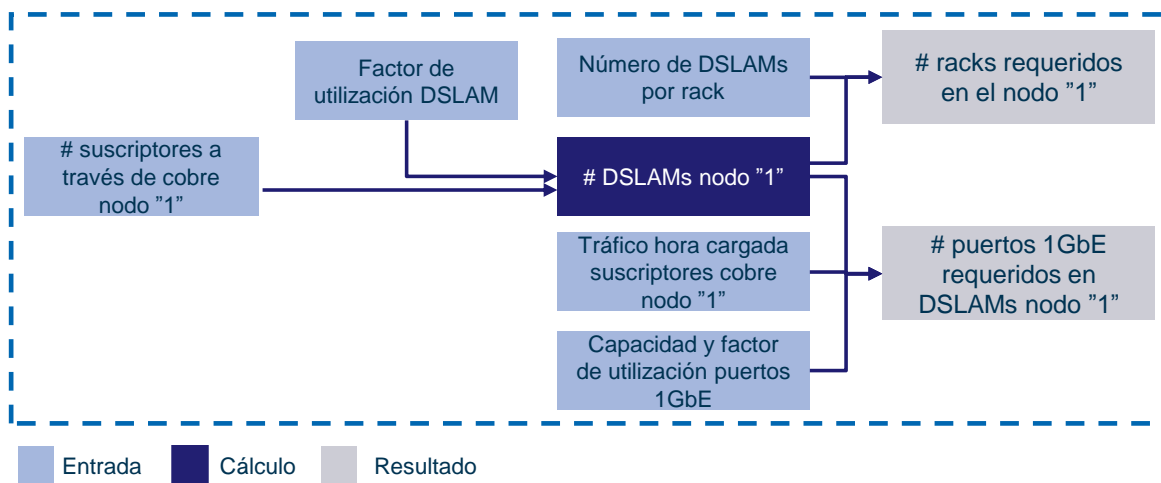 Factor de
utilización DSLAM
Número de DSLAMs
por rack
# racks requeridos
en el nodo ”1”
# suscriptores a
través de cobre
nodo ”1”
# DSLAMs nodo ”1”
Tráfico hora cargada
suscriptores cobre
nodo ”1”
# puertos 1GbE
requeridos en
DSLAMs nodo ”1”
Capacidad y factor
de utilización puertos
1GbE
Entrada
Cálculo
Resultado